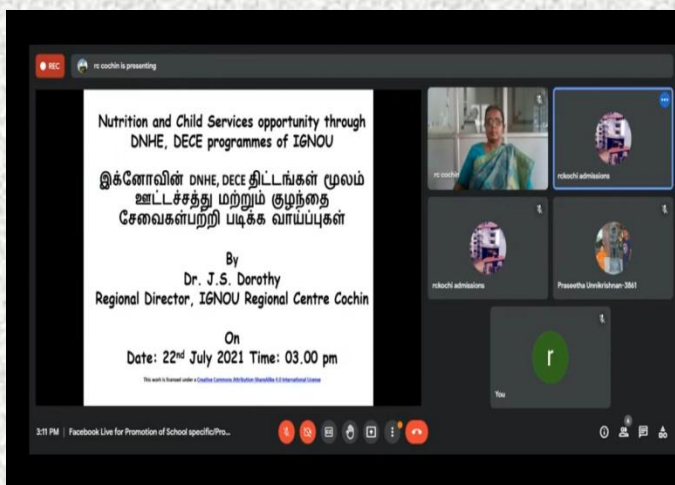 REC
rc cochin is presenting
Nutrition and Child Services opportunity through
DNHE, DECE programmes of IGNOU
இக்னோவின் DNHE, DECE திட்டங்கள் மூலம்
ஊட்டச்சத்து மற்றும் குழந்தை
சேவைகள்பற்றி படிக்க வாய்ப்புகள்
By
Dr. J.S. Dorothy
Regional Director, IGNOU Regional Centre Cochin
On
Date: 22nd July 2021 Time: 03.00 pm
This work is licensed under a Creative Commons Attribution-ShareAlike 4.0 International License
rc cochin
rckochi admissions
rckochi admissions
Praseetha Unnikrishnan-3861
r
You
3:11 PM | Facebook Live for Promotion of School specific/Pro...